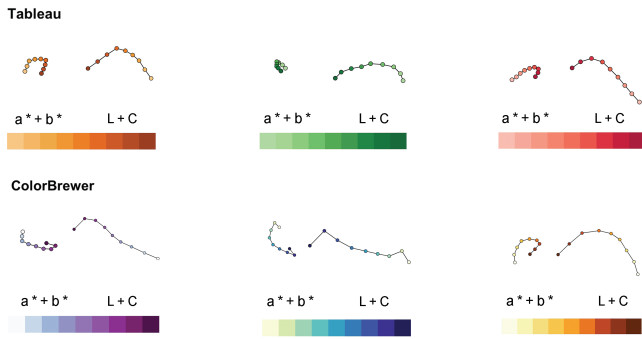 Tableau
a*+b* L + C a*+b* L + C a*+b* L + C
ColorBrewer
a*+b* L + C a*+b* L + C a*+b* L + C